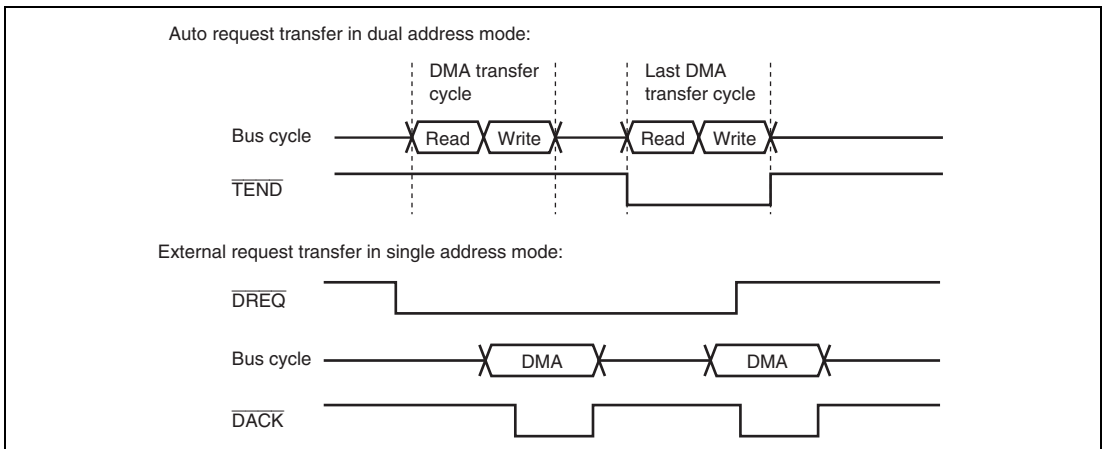 Auto request transfer in dual address mode:
DMA transfer
cycle
Last DMA
transfer cycle
Bus cycle
Read
Write
Read
Write
TEND
External request transfer in single address mode:
DREQ
Bus cycle
DMA
DMA
DACK